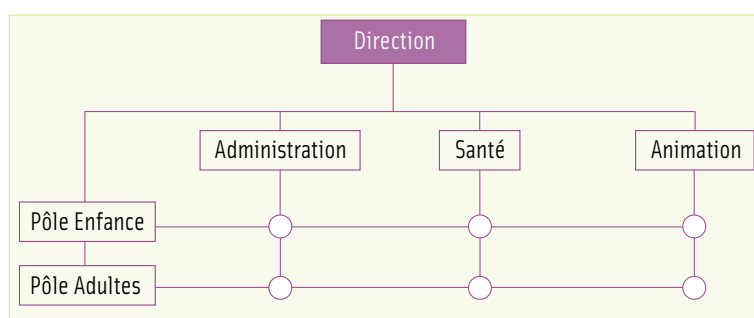 Direction
Administration
Santé
Animation
Pôle Enfance
Pôle Adultes